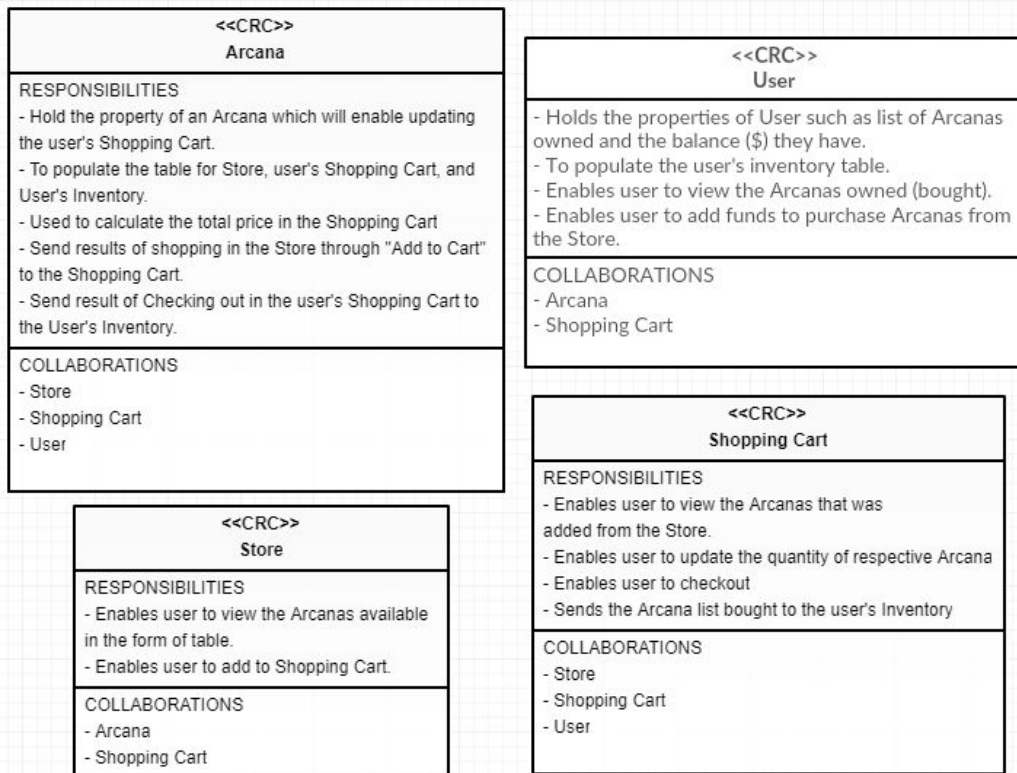 <<CRC>>
Arcana
RESPONSIBILITIES
- Hold the property of an Arcana which will enable updating
the user's Shopping Cart.
- To populate the table for Store, user's Shopping Cart, and
User's Inventory.
- Used to calculate the total price in the Shopping Cart
- Send results of shopping in the Store through "Add to Cart"
to the Shopping Cart.
- Send result of Checking out in the user's Shopping Cart to
the User's Inventory.
COLLABORATIONS
- Store
- Shopping Cart
- User
<<CRC>>
User
- Holds the properties of User such as list of Arcanas
owned and the balance ($) they have.
- To populate the user's inventory table.
- Enables user to view the Arcanas owned (bought).
- Enables user to add funds to purchase Arcanas from
the Store.
COLLABORATIONS
- Arcana
- Shopping Cart
<<CRC>>
Store
RESPONSIBILITIES
- Enables user to view the Arcanas available
in the form of table.
- Enables user to add to Shopping Cart.
COLLABORATIONS
- Arcana
- Shopping Cart
<<CRC>>
Shopping Cart
RESPONSIBILITIES
- Enables user to view the Arcanas that was
added from the Store.
- Enables user to update the quantity of respective Arcana
- Enables user to checkout
- Sends the Arcana list bought to the user's Inventory
COLLABORATIONS
- Store
- Shopping Cart
- User